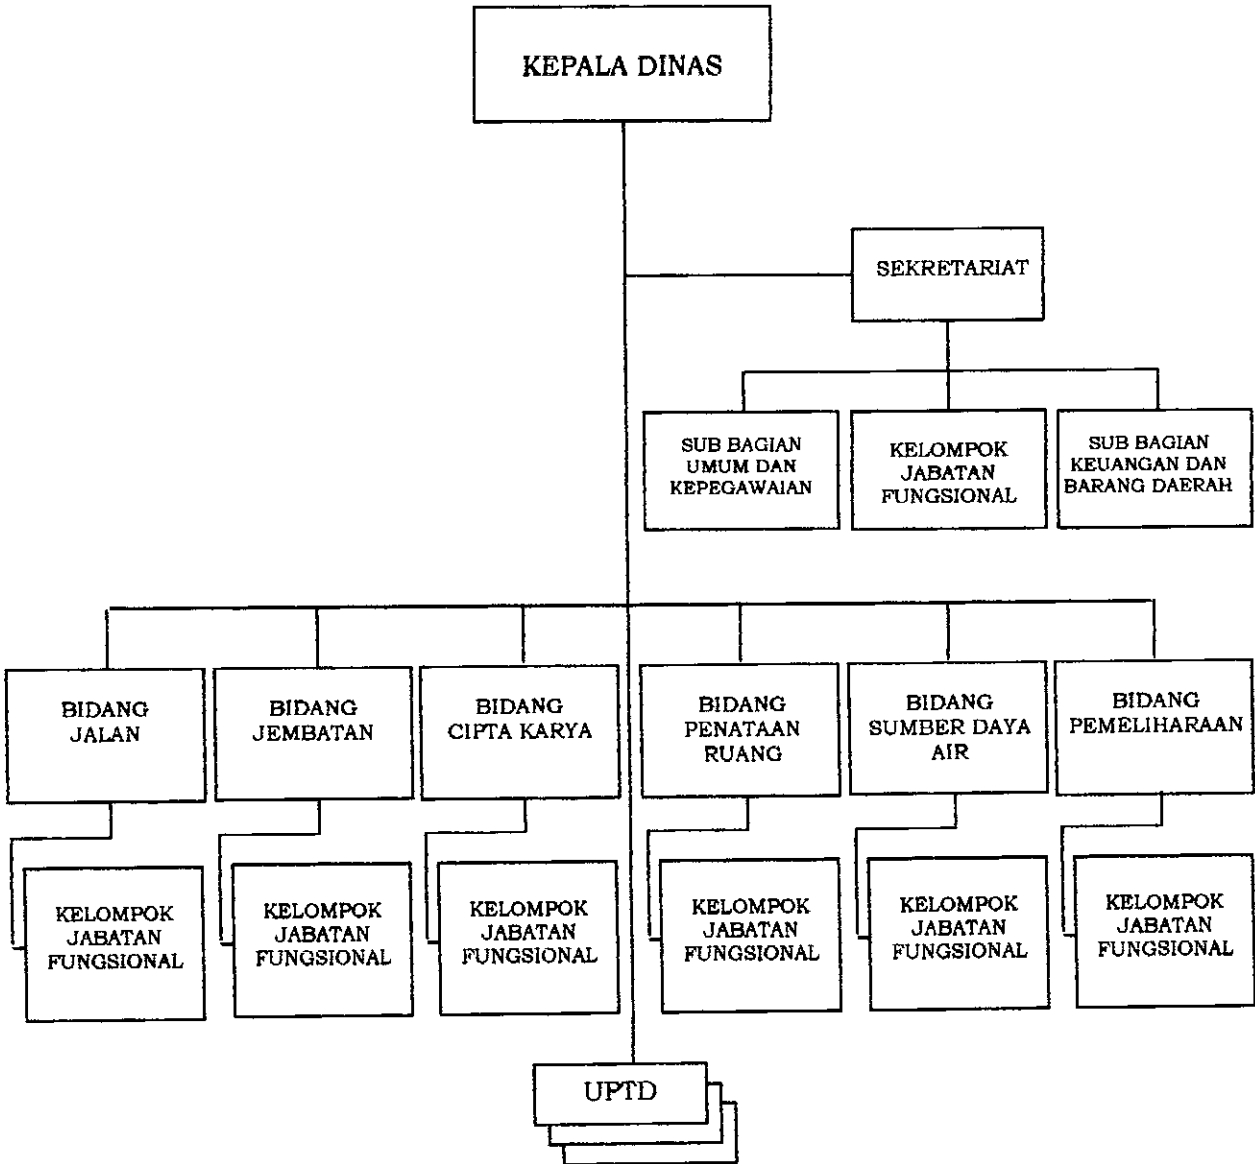 KEPALA DINAS
SEKRETARIAT
SUB BAGIAN
UMUM DAN
KEPEGAWAIAN
KELOMPOK
JABATAN
FUNGSIONAL
SUB BAGIAN
KEUANGAN DAN
BARANG DAERAH
BIDANG
JALAN
BIDANG
JEMBATAN
BIDANG
CIPTA KARYA
BIDANG
PENATAAN
RUANG
BIDANG
SUMBER DAYA
AIR
BIDANG
PEMELIHARAAN
KELOMPOK
JABATAN
FUNGSIONAL
KELOMPOK
JABATAN
FUNGSIONAL
KELOMPOK
JABATAN
FUNGSIONAL
KELOMPOK
JABATAN
FUNGSIONAL
KELOMPOK
JABATAN
FUNGSIONAL
KELOMPOK
JABATAN
FUNGSIONAL
UPTD